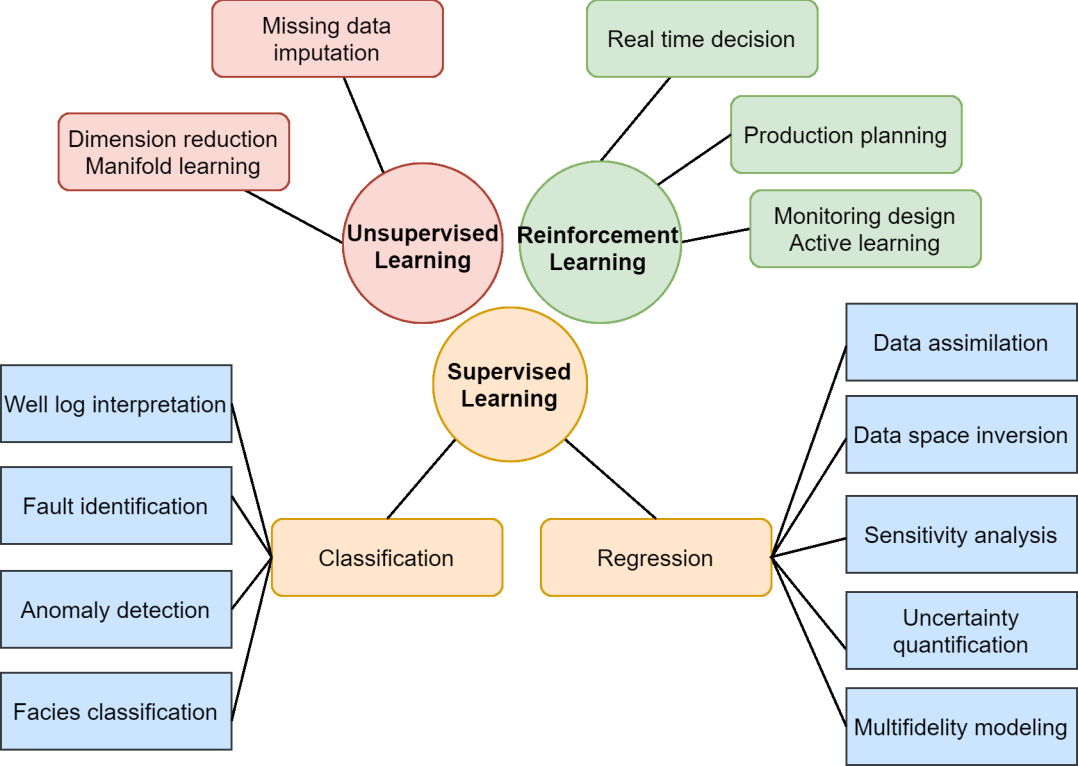 Missing data
imputation
Real time decision
Dimension reduction
Manifold learning
Production planning
Unsupervised
Learning
Reinforcement
Learning
Monitoring design
Active learning
Supervised
Learning
Data assimilation
Well log interpretation
Data space inversion
Fault identification
Sensitivity analysis
Classification
Regression
Anomaly detection
Uncertainty
quantification
Facies classification
Multifidelity modeling